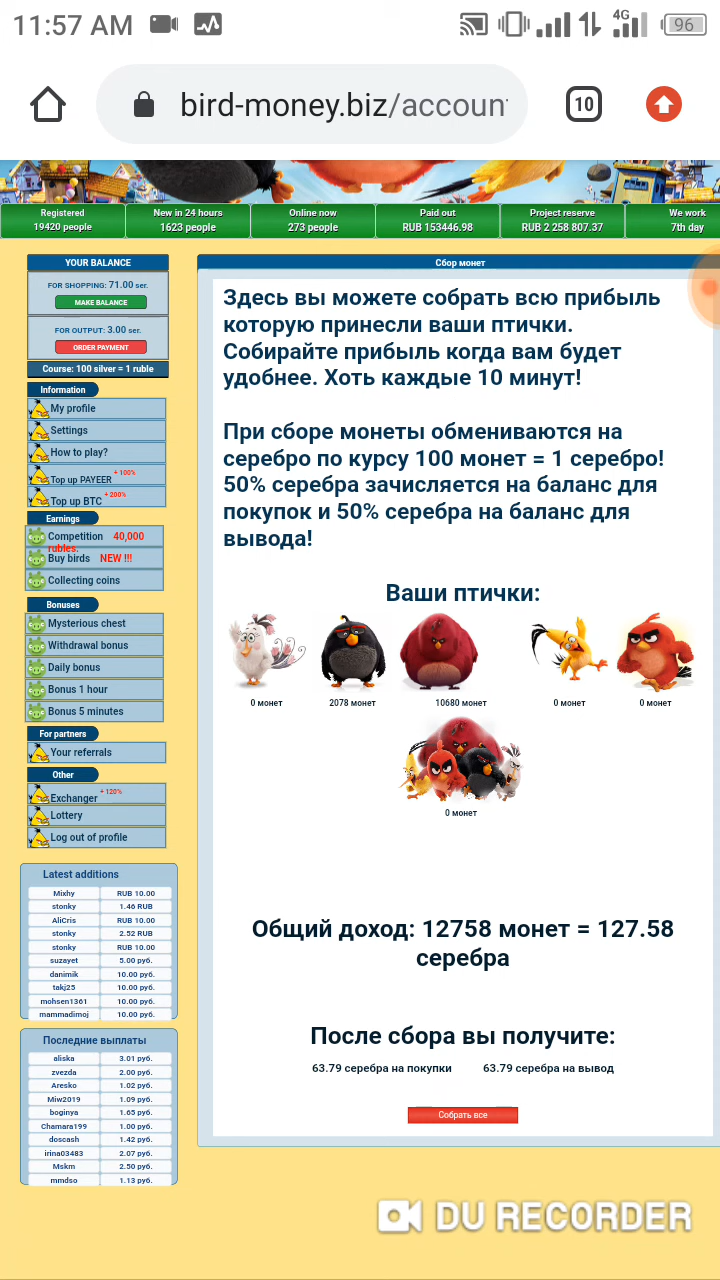 11:57 AM
4G
96
bird-money.biz/accoun
10
Registered
19420 people
New in 24 hours
1623 people
Online now
273 people
Paid out
RUB 153446.98
Project reserve
RUB 2 258 807.37
We work
7th day
YOUR BALANCE
FOR SHOPPING: 71.00 ser.
MAKE BALANCE
FOR OUTPUT: 3.00 ser.
ORDER PAYMENT
Course: 100 silver = 1 ruble
Information
My profile
Settings
How to play?
Top up PAYEER + 100%
Top up BTC + 200%
Earnings
Competition 40,000
rubles.
Buy birds NEW !!!
Collecting coins
Bonuses
Mysterious chest
Withdrawal bonus
Daily bonus
Bonus 1 hour
Bonus 5 minutes
For partners
Your referrals
Other
Exchanger + 120%
Lottery
Log out of profile
Latest additions
Mixhy RUB 10.00
stonky 1.46 RUB
AliCris RUB 10.00
stonky 2.52 RUB
stonky RUB 10.00
suzayet 5.00 руб.
danimik 10.00 руб.
takj25 10.00 руб.
mohsen1361 10.00 руб.
mammadimoj 10.00 руб.
Последние выплаты
aliska 3.01 руб.
zvezda 2.00 руб.
Aresko 1.02 руб.
Miw2019 1.09 руб.
boginya 1.65 руб.
Chamara199 1.00 руб.
doscash 1.42 руб.
irina03483 2.07 руб.
Mskm 2.50 руб.
mmdso 1.13 руб.
Сбор монет
Здесь вы можете собрать всю прибыль
которую принесли ваши птички.
Собирайте прибыль когда вам будет
удобнее. Хоть каждые 10 минут!
При сборе монеты обмениваются на
серебро по курсу 100 монет = 1 серебро!
50% серебра зачисляется на баланс для
покупок и 50% серебра на баланс для
вывода!
Ваши птички:
0 монет
2078 монет
10680 монет
0 монет
0 монет
0 монет
Общий доход: 12758 монет = 127.58
серебра
После сбора вы получите:
63.79 серебра на покупки
63.79 серебра на вывод
Собрать все
DU RECORDER